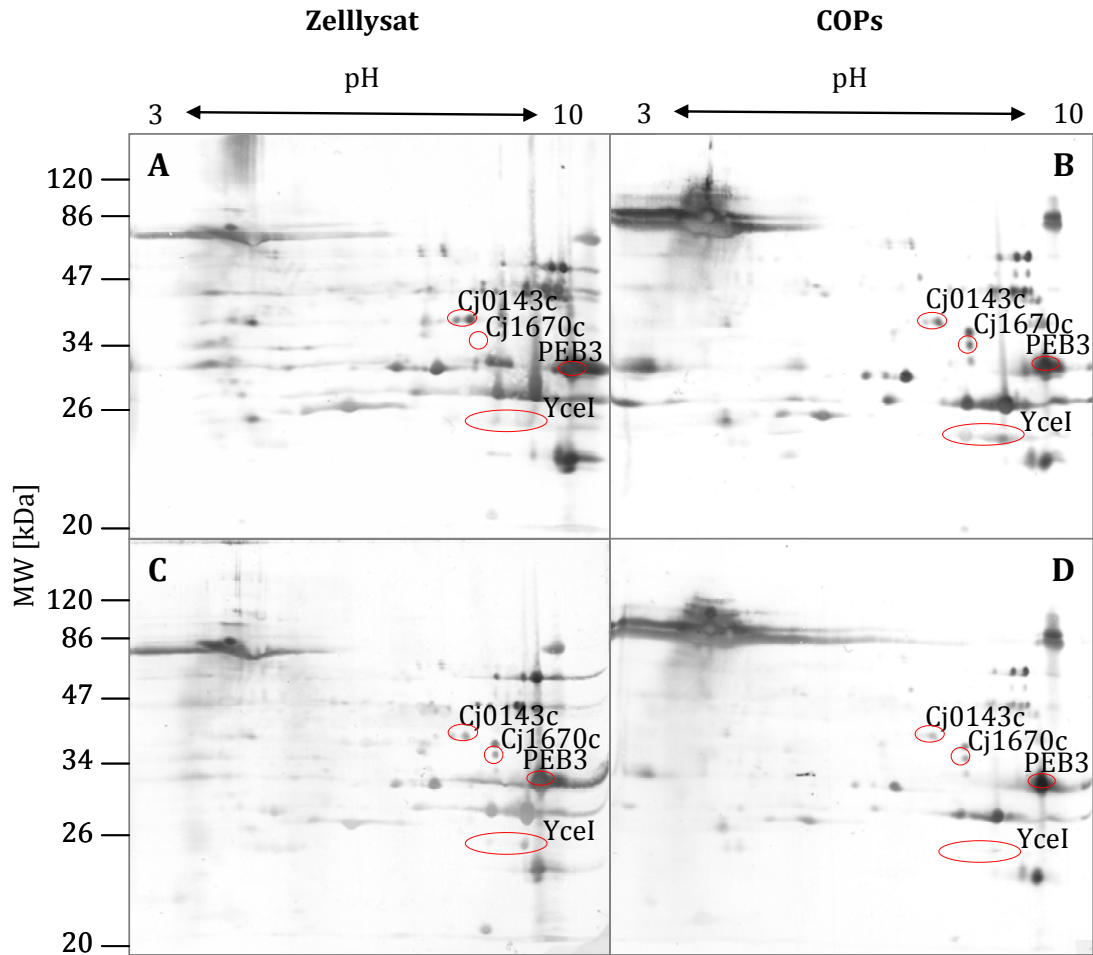 Zelllysat COPs
pH pH
3 10 3 10
A B
120
86
47
Cj0143c Cj0143c
Cj1670c Cj1670c
34
PEB3 PEB3
26
YceI YceI
20
MW [kDa]
C D
120
86
47
Cj0143c Cj0143c
Cj1670c Cj1670c
34
PEB3 PEB3
26
YceI YceI
20